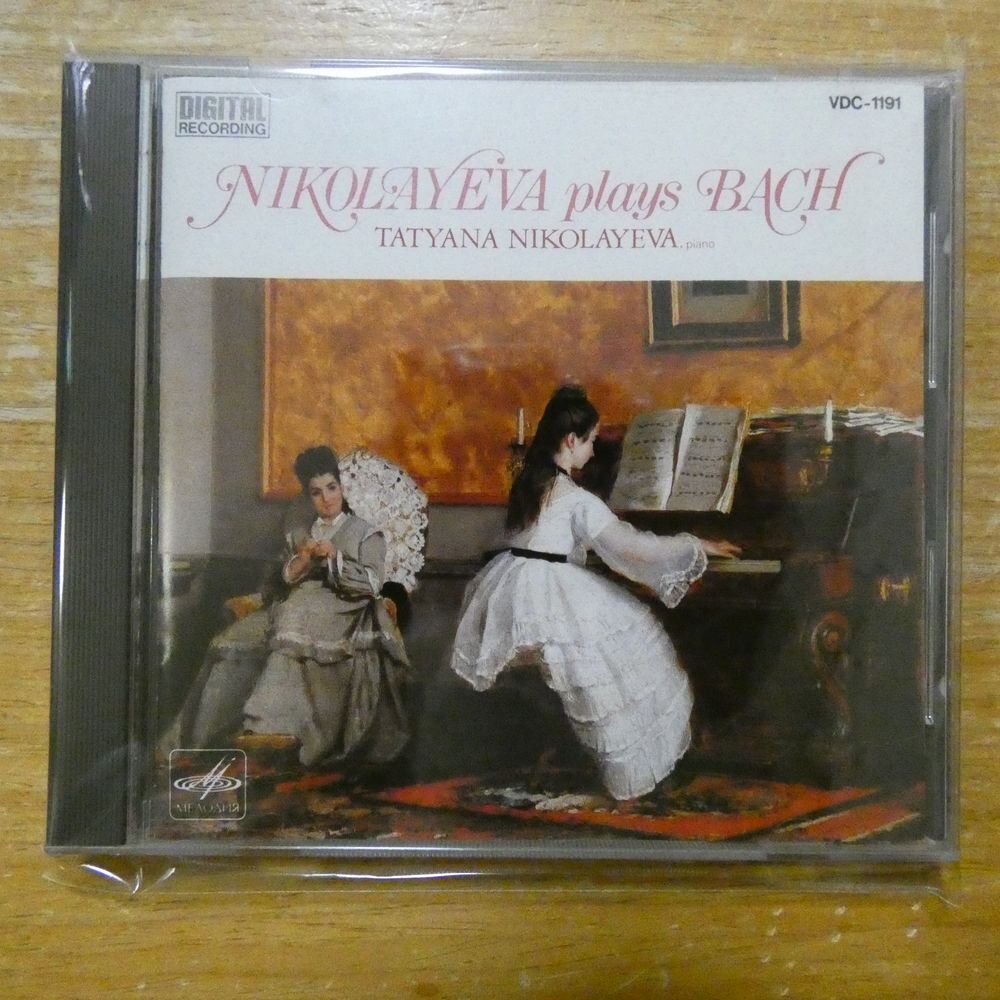 DIGITAL
RECORDING
VDC-1191
NIKOLAYEVA plays BACH
TATYANA NIKOLAYEVA, piano
МЕЛОДИЯ